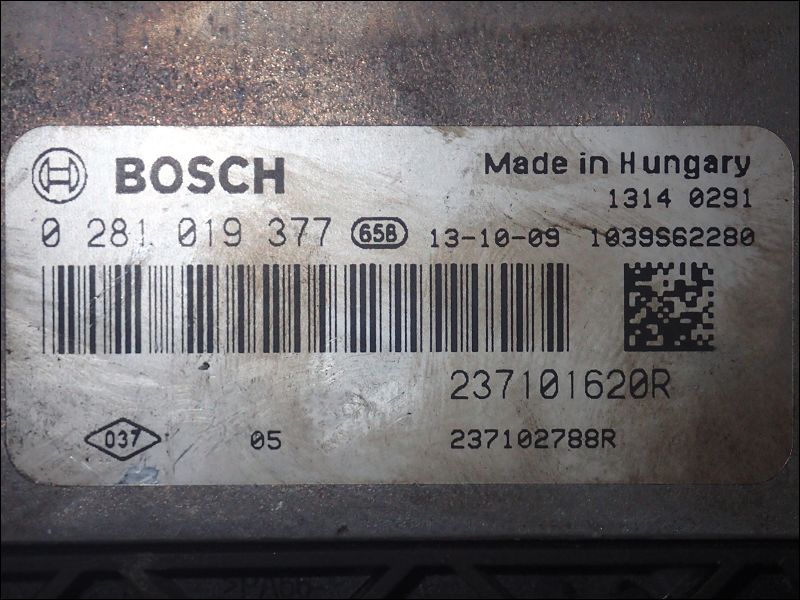 BOSCH Made in Hungary
1314 0291
0 281 019 377 658 13-10-09 1039S62280
237101620R
037 05 237102788R